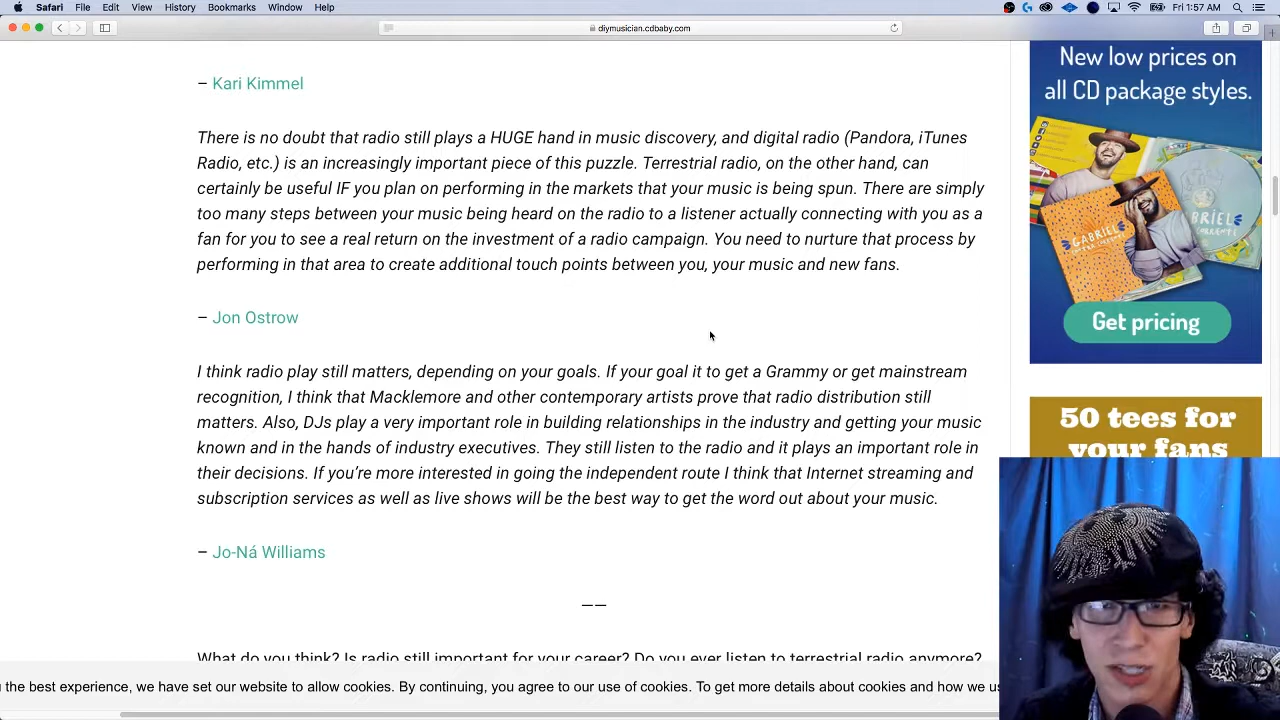 Safari File Edit View History Bookmarks Window Help
Fri 1:57 AM
diymusician.cdbaby.com
– Kari Kimmel
There is no doubt that radio still plays a HUGE hand in music discovery, and digital radio (Pandora, iTunes
Radio, etc.) is an increasingly important piece of this puzzle. Terrestrial radio, on the other hand, can
certainly be useful IF you plan on performing in the markets that your music is being spun. There are simply
too many steps between your music being heard on the radio to a listener actually connecting with you as a
fan for you to see a real return on the investment of a radio campaign. You need to nurture that process by
performing in that area to create additional touch points between you, your music and new fans.
– Jon Ostrow
I think radio play still matters, depending on your goals. If your goal it to get a Grammy or get mainstream
recognition, I think that Macklemore and other contemporary artists prove that radio distribution still
matters. Also, DJs play a very important role in building relationships in the industry and getting your music
known and in the hands of industry executives. They still listen to the radio and it plays an important role in
their decisions. If you’re more interested in going the independent route I think that Internet streaming and
subscription services as well as live shows will be the best way to get the word out about your music.
– Jo-Ná Williams
——
What do you think? Is radio still important for your career? Do you ever listen to terrestrial radio anymore?
the best experience, we have set our website to allow cookies. By continuing, you agree to our use of cookies. To get more details about cookies and how we us
New low prices on
all CD package styles.
GABRIEL
Get pricing
50 tees for
your fans